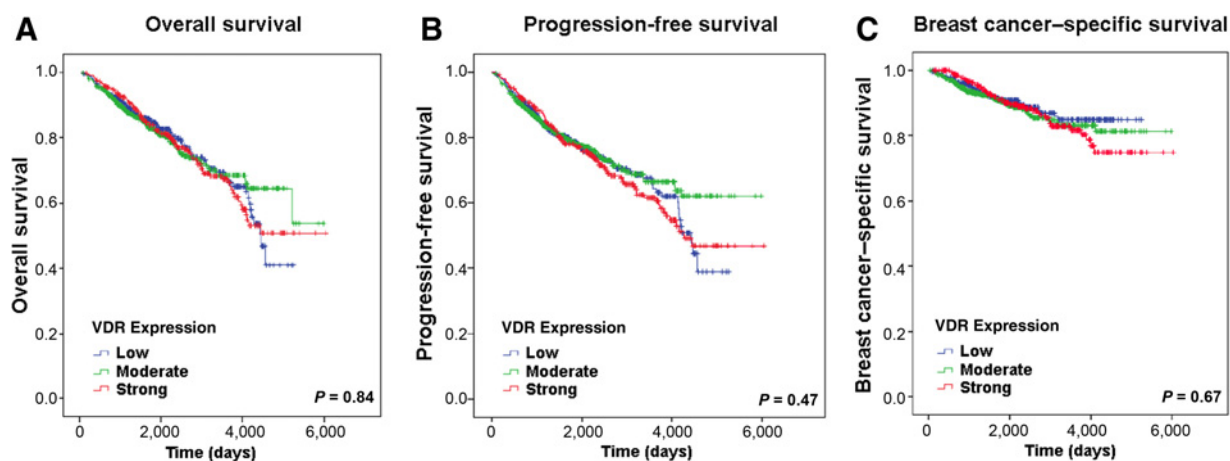 A Overall survival
Overall survival
1.0
0.8
0.6
0.4
0.2
0.0
VDR Expression
Low
Moderate
Strong
P = 0.84
0 2,000 4,000 6,000
Time (days)
B Progression-free survival
Progression-free survival
1.0
0.8
0.6
0.4
0.2
0.0
VDR Expression
Low
Moderate
Strong
P = 0.47
0 2,000 4,000 6,000
Time (days)
C Breast cancer–specific survival
Breast cancer–specific survival
1.0
0.8
0.6
0.4
0.2
0.0
VDR Expression
Low
Moderate
Strong
P = 0.67
0 2,000 4,000 6,000
Time (days)